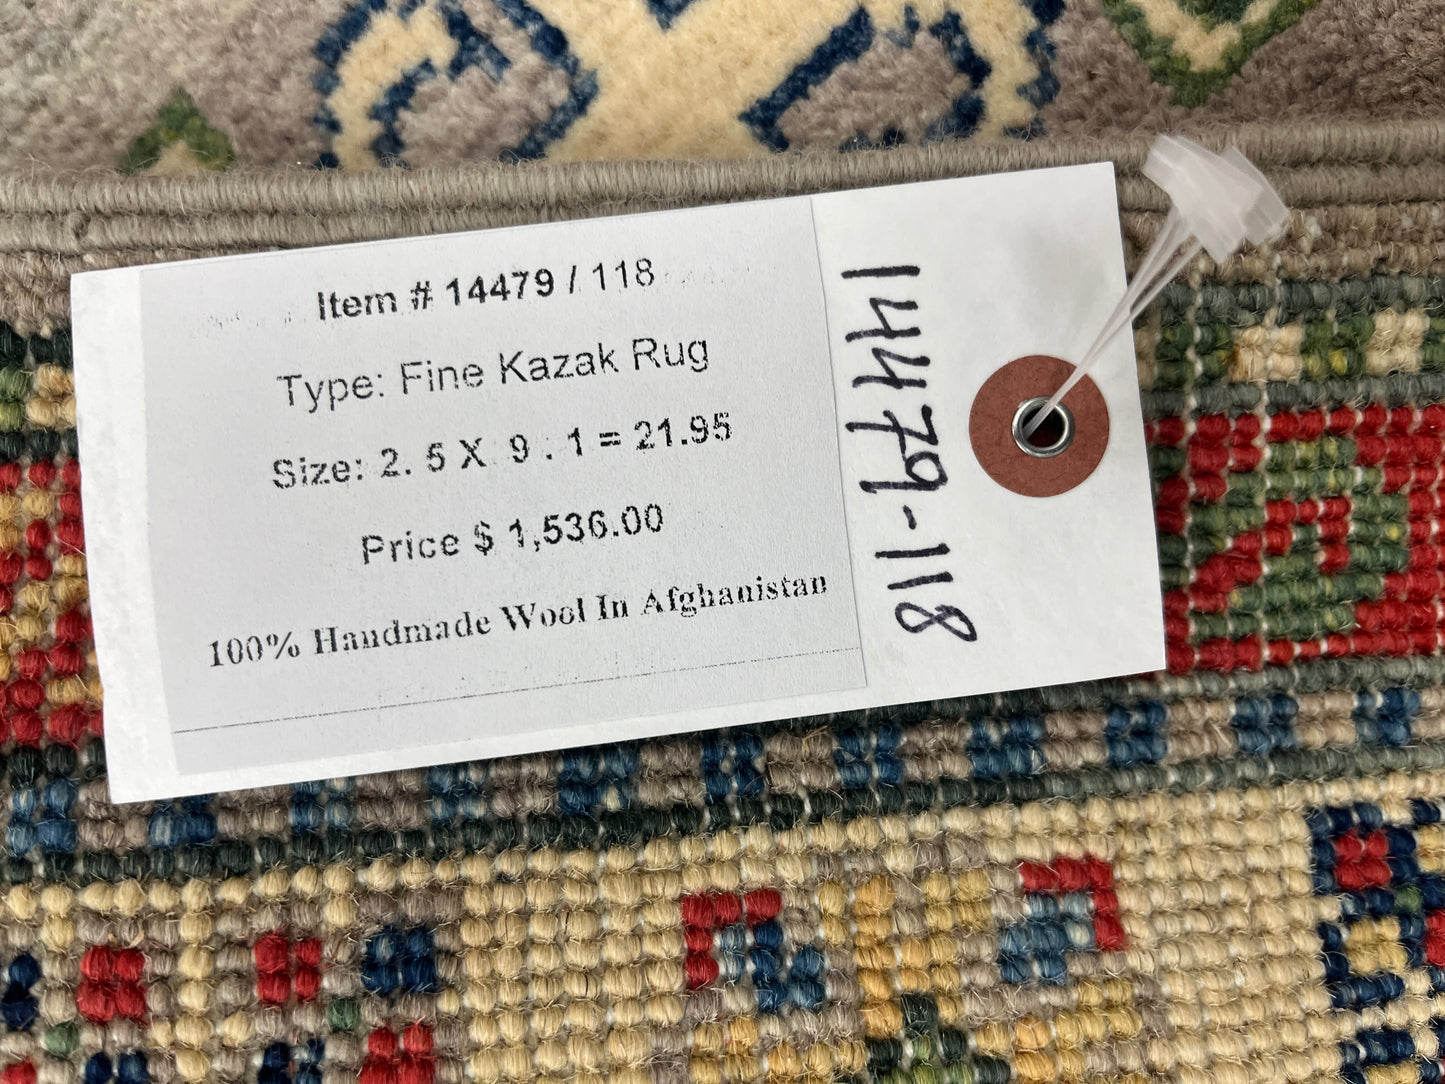 Item # 14479 / 118
Type: Fine Kazak Rug
Size: 2. 5 X 9 . 1 = 21.95
Price $ 1,536.00
100% Handmade Wool In Afghanistan
14479-118